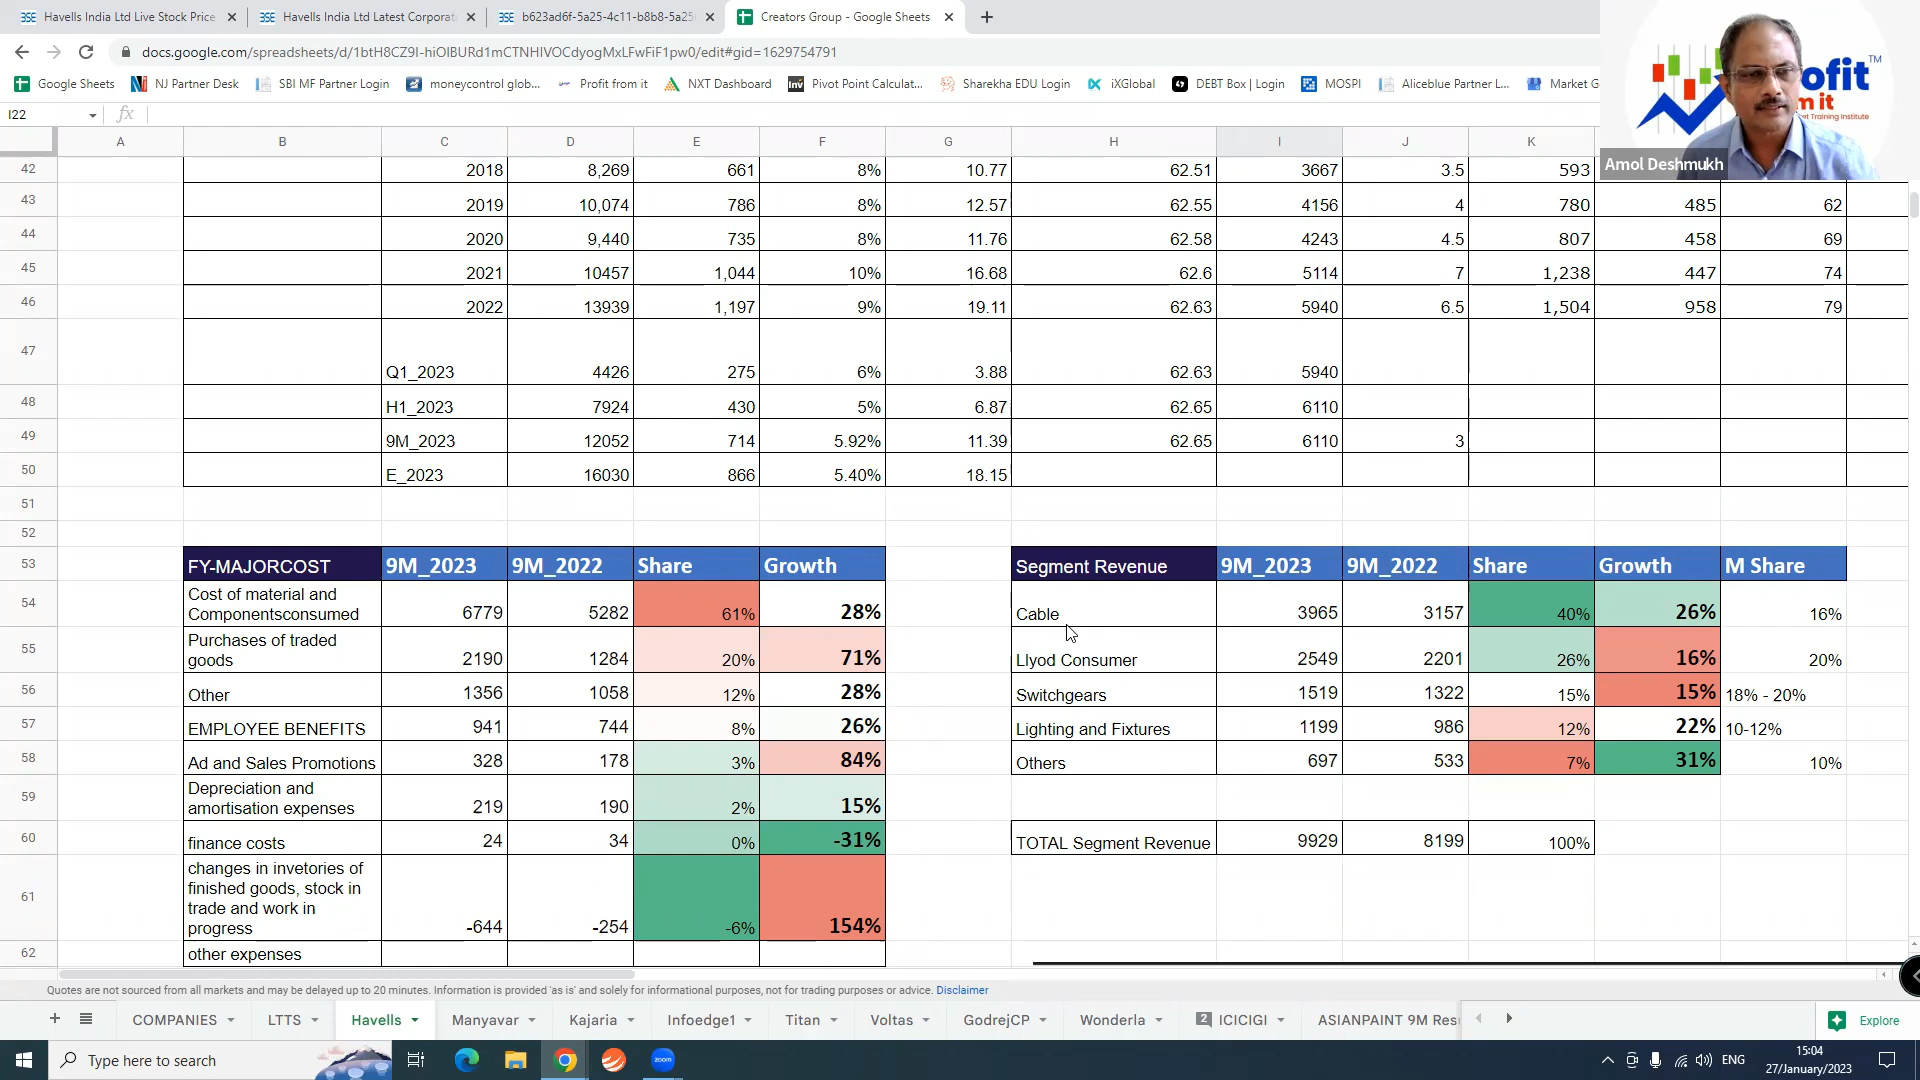 Havells India Ltd Live Stock Price
Havells India Ltd Latest Corporat
b623ad6f-5a25-4c11-b8b8-5a25
Creators Group - Google Sheets
docs.google.com/spreadsheets/d/1btH8CZ9I-hiOlBURd1mCTNHIVOCdyogMxLFwFiF1pw0/edit#gid=1629754791
Google Sheets NJ Partner Desk SBI MF Partner Login moneycontrol glob... Profit from it NXT Dashboard Pivot Point Calculat... Sharekha EDU Login iXGlobal DEBT Box | Login MOSPI Aliceblue Partner L... Market G
ofit TM
m it
ket Training Institute
Amol Deshmukh
I22 fx
A B C D E F G H I J K
42 2018 8,269 661 8% 10.77 62.51 3667 3.5 593
43 2019 10,074 786 8% 12.57 62.55 4156 4 780 485 62
44 2020 9,440 735 8% 11.76 62.58 4243 4.5 807 458 69
45 2021 10457 1,044 10% 16.68 62.6 5114 7 1,238 447 74
46 2022 13939 1,197 9% 19.11 62.63 5940 6.5 1,504 958 79
47 Q1_2023 4426 275 6% 3.88 62.63 5940
48 H1_2023 7924 430 5% 6.87 62.65 6110
49 9M_2023 12052 714 5.92% 11.39 62.65 6110 3
50 E_2023 16030 866 5.40% 18.15
51
52
53 FY-MAJORCOST 9M_2023 9M_2022 Share Growth Segment Revenue 9M_2023 9M_2022 Share Growth M Share
54 Cost of material and
Componentsconsumed 6779 5282 61% 28% Cable 3965 3157 40% 26% 16%
55 Purchases of traded
goods 2190 1284 20% 71% Llyod Consumer 2549 2201 26% 16% 20%
56 Other 1356 1058 12% 28% Switchgears 1519 1322 15% 15% 18% - 20%
57 EMPLOYEE BENEFITS 941 744 8% 26% Lighting and Fixtures 1199 986 12% 22% 10-12%
58 Ad and Sales Promotions 328 178 3% 84% Others 697 533 7% 31% 10%
59 Depreciation and
amortisation expenses 219 190 2% 15%
60 finance costs 24 34 0% -31% TOTAL Segment Revenue 9929 8199 100%
61 changes in invetories of
finished goods, stock in
trade and work in
progress -644 -254 -6% 154%
62 other expenses
Quotes are not sourced from all markets and may be delayed up to 20 minutes. Information is provided 'as is' and solely for informational purposes, not for trading purposes or advice. Disclaimer
COMPANIES LTTS Havells Manyavar Kajaria Infoedge1 Titan Voltas GodrejCP Wonderla 2 ICICIGI ASIANPAINT 9M Res Explore
Type here to search
zoom
ENG
15:04
27/January/2023